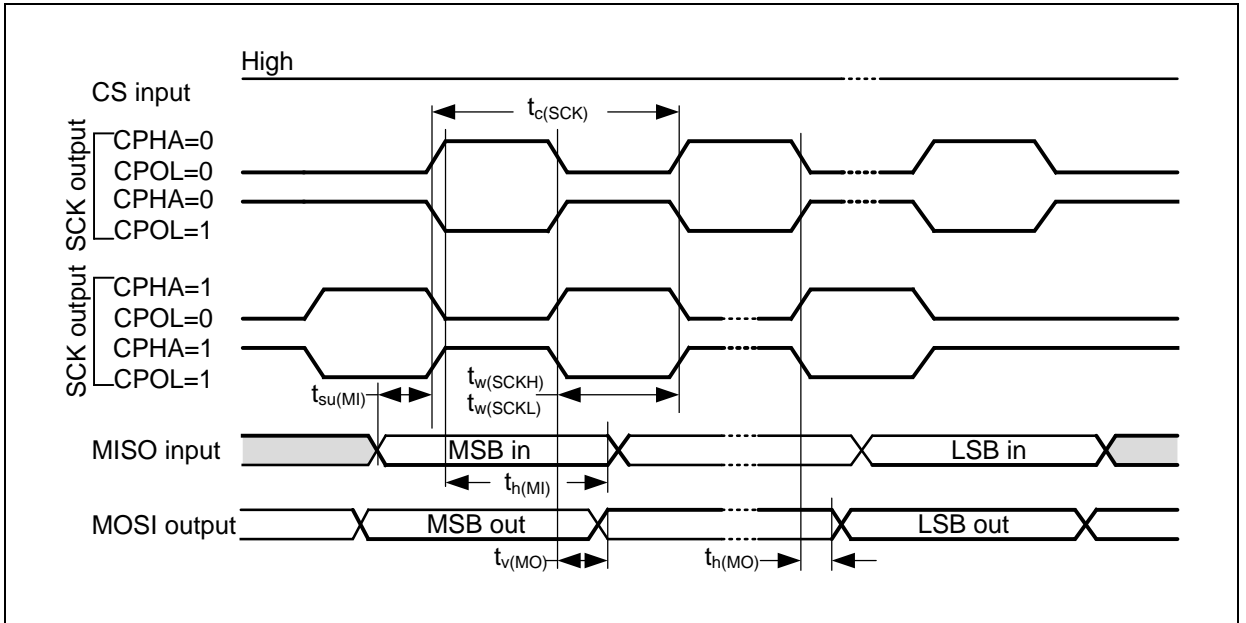 High
CS input
tc(SCK)
SCK output
CPHA=0
CPOL=0
CPHA=0
CPOL=1
SCK output
CPHA=1
CPOL=0
CPHA=1
CPOL=1
tsu(MI)
tw(SCKH)
tw(SCKL)
MISO input
MSB in
LSB in
th(MI)
MOSI output
MSB out
LSB out
tv(MO)
th(MO)